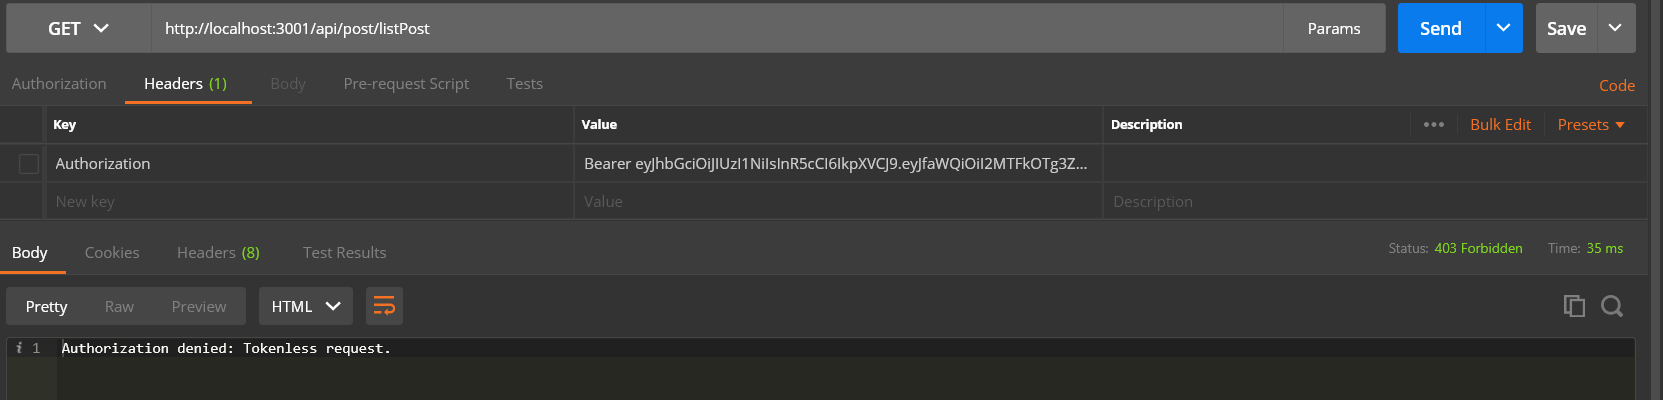 GET http://localhost:3001/api/post/listPost Params Send Save
Authorization Headers (1) Body Pre-request Script Tests Code
Key Value Description Bulk Edit Presets
Authorization Bearer eyJhbGciOiJIUzI1NiIsInR5cCI6IkpXVCJ9.eyJfaWQiOiI2MTFkOTg3Z...
New key Value Description
Body Cookies Headers (8) Test Results Status: 403 Forbidden Time: 35 ms
Pretty Raw Preview HTML
i 1 Authorization denied: Tokenless request.